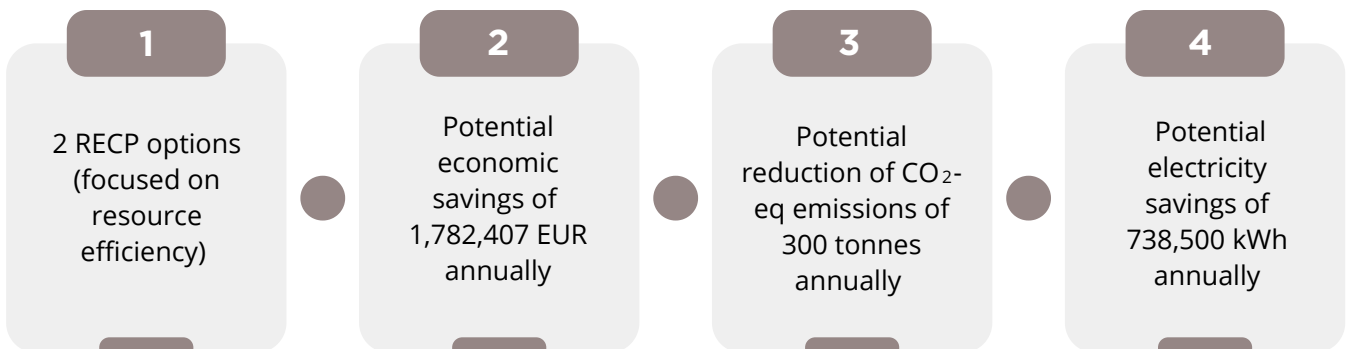 1
2 RECP options
(focused on
resource
efficiency)
2
Potential
economic
savings of
1,782,407 EUR
annually
3
Potential
reduction of CO2-
eq emissions of
300 tonnes
annually
4
Potential
electricity
savings of
738,500 kWh
annually